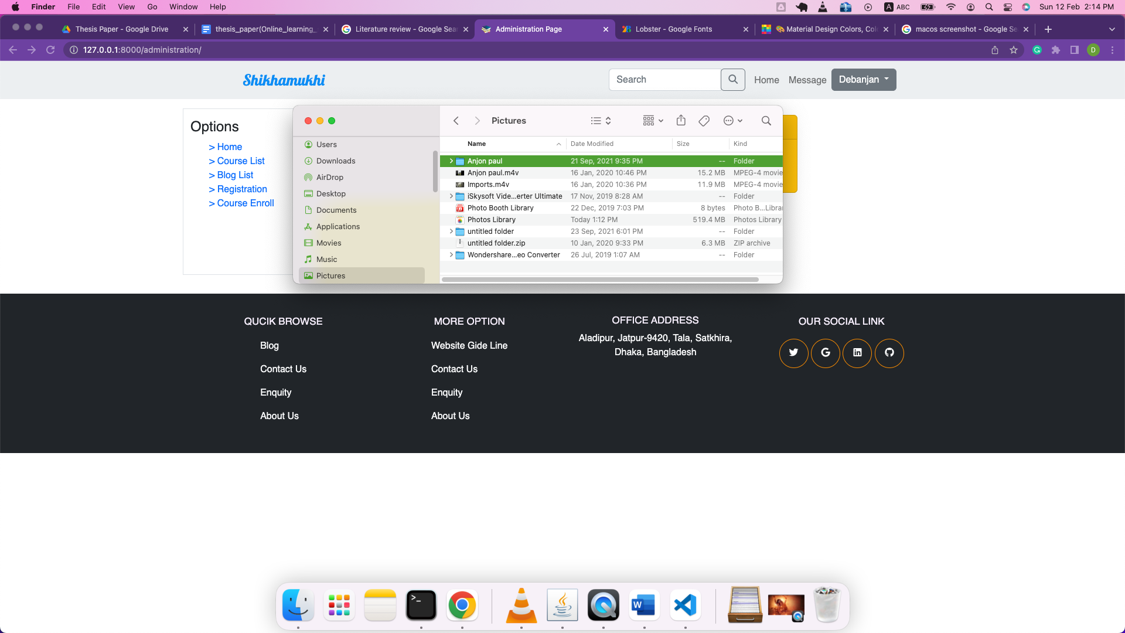 Finder File Edit View Go Window Help
A ABC Sun 12 Feb 2:14 PM
Thesis Paper - Google Drive
thesis_paper(Online_learning_
Literature review - Google Sea
Administration Page
Lobster - Google Fonts
Material Design Colors, Col
macos screenshot - Google Se
127.0.0.1:8000/administration/
D
Shikhamukhi
Search
Home Message Debanjan
Options
> Home
> Course List
> Blog List
> Registration
> Course Enroll
Users
Downloads
AirDrop
Desktop
Documents
Applications
Movies
Music
Pictures
Pictures
Name Date Modified Size Kind
Anjon paul 21 Sep, 2021 9:35 PM -- Folder
Anjon paul.m4v 16 Jan, 2020 10:46 PM 15.2 MB MPEG-4 movie
Imports.m4v 16 Jan, 2020 10:36 PM 11.9 MB MPEG-4 movie
iSkysoft Vide...erter Ultimate 17 Nov, 2019 8:28 AM -- Folder
Photo Booth Library 22 Dec, 2019 7:03 PM 8 bytes Photo B...Librar
Photos Library Today 1:12 PM 519.4 MB Photos Library
untitled folder 23 Sep, 2021 6:01 PM -- Folder
untitled folder.zip 10 Jan, 2020 9:33 PM 6.3 MB ZIP archive
Wondershare...eo Converter 26 Jul, 2019 1:07 AM -- Folder
QUCIK BROWSE
Blog
Contact Us
Enquity
About Us
MORE OPTION
Website Gide Line
Contact Us
Enquity
About Us
OFFICE ADDRESS
Aladipur, Jatpur-9420, Tala, Satkhira,
Dhaka, Bangladesh
OUR SOCIAL LINK